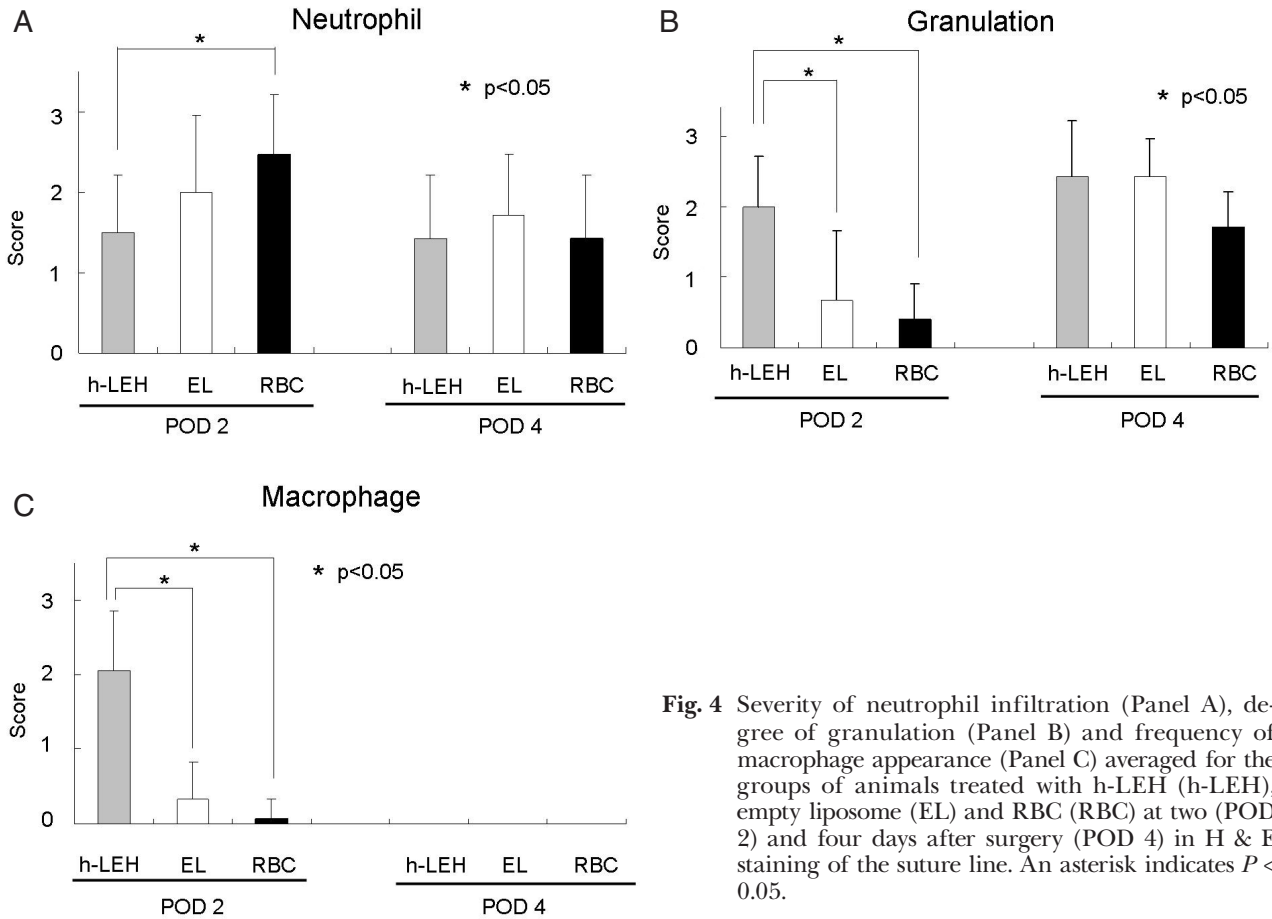 A
Neutrophil
*
* p<0.05
3
2
1
0
Score
h-LEH EL RBC h-LEH EL RBC
POD 2 POD 4
B
Granulation
*
*
* p<0.05
3
2
1
0
Score
h-LEH EL RBC h-LEH EL RBC
POD 2 POD 4
C
Macrophage
*
*
* p<0.05
3
2
1
0
Score
h-LEH EL RBC h-LEH EL RBC
POD 2 POD 4
Fig. 4 Severity of neutrophil infiltration (Panel A), de-
gree of granulation (Panel B) and frequency of
macrophage appearance (Panel C) averaged for the
groups of animals treated with h-LEH (h-LEH),
empty liposome (EL) and RBC (RBC) at two (POD
2) and four days after surgery (POD 4) in H & E
staining of the suture line. An asterisk indicates P <
0.05.